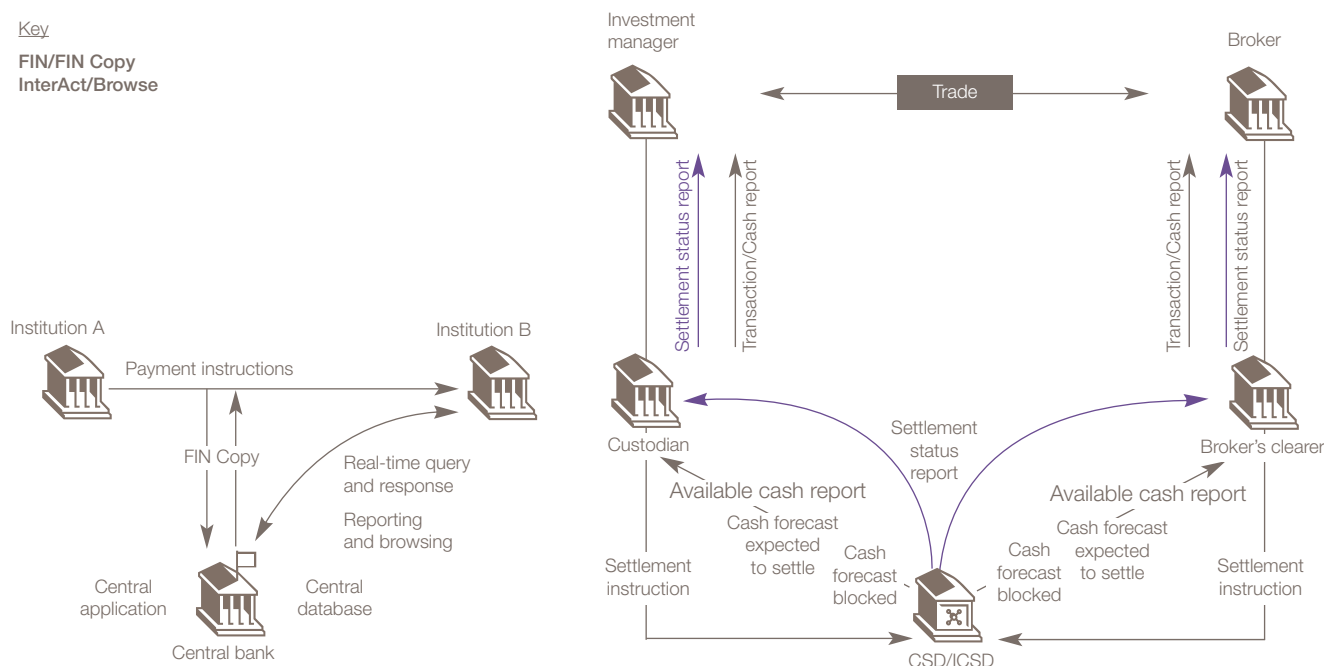 Key
FIN/FIN Copy
InterAct/Browse
Institution A
Institution B
Payment instructions
FIN Copy
Real-time query
and response
Reporting
and browsing
Central
application
Central
database
Central bank
Investment
manager
Broker
Trade
Settlement status report
Transaction/Cash report
Transaction/Cash report
Settlement status report
Custodian
Broker's clearer
Settlement
status
report
Available cash report
Cash forecast
expected
to settle
Cash
forecast
blocked
Available cash report
Cash forecast
expected
to settle
Cash
forecast
blocked
Settlement
instruction
Settlement
instruction
CSD/ICSD